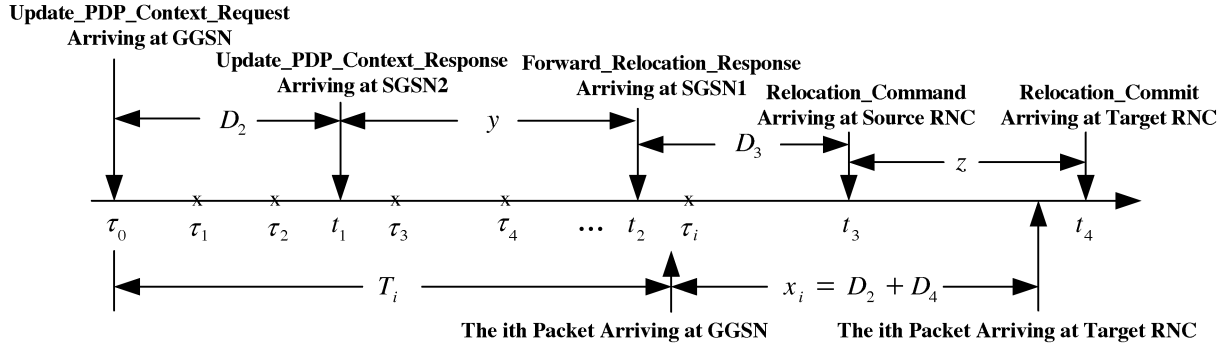 Update_PDP_Context_Request
Arriving at GGSN
Update_PDP_Context_Response
Arriving at SGSN2
Forward_Relocation_Response
Arriving at SGSN1
Relocation_Command
Arriving at Source RNC
Relocation_Commit
Arriving at Target RNC
D₂
y
D₃
z
x x x x x
τ₀ τ₁ τ₂ t₁ τ₃ τ₄ ... t₂ τᵢ t₃ t₄
Tᵢ
xᵢ = D₂ + D₄
The ith Packet Arriving at GGSN
The ith Packet Arriving at Target RNC